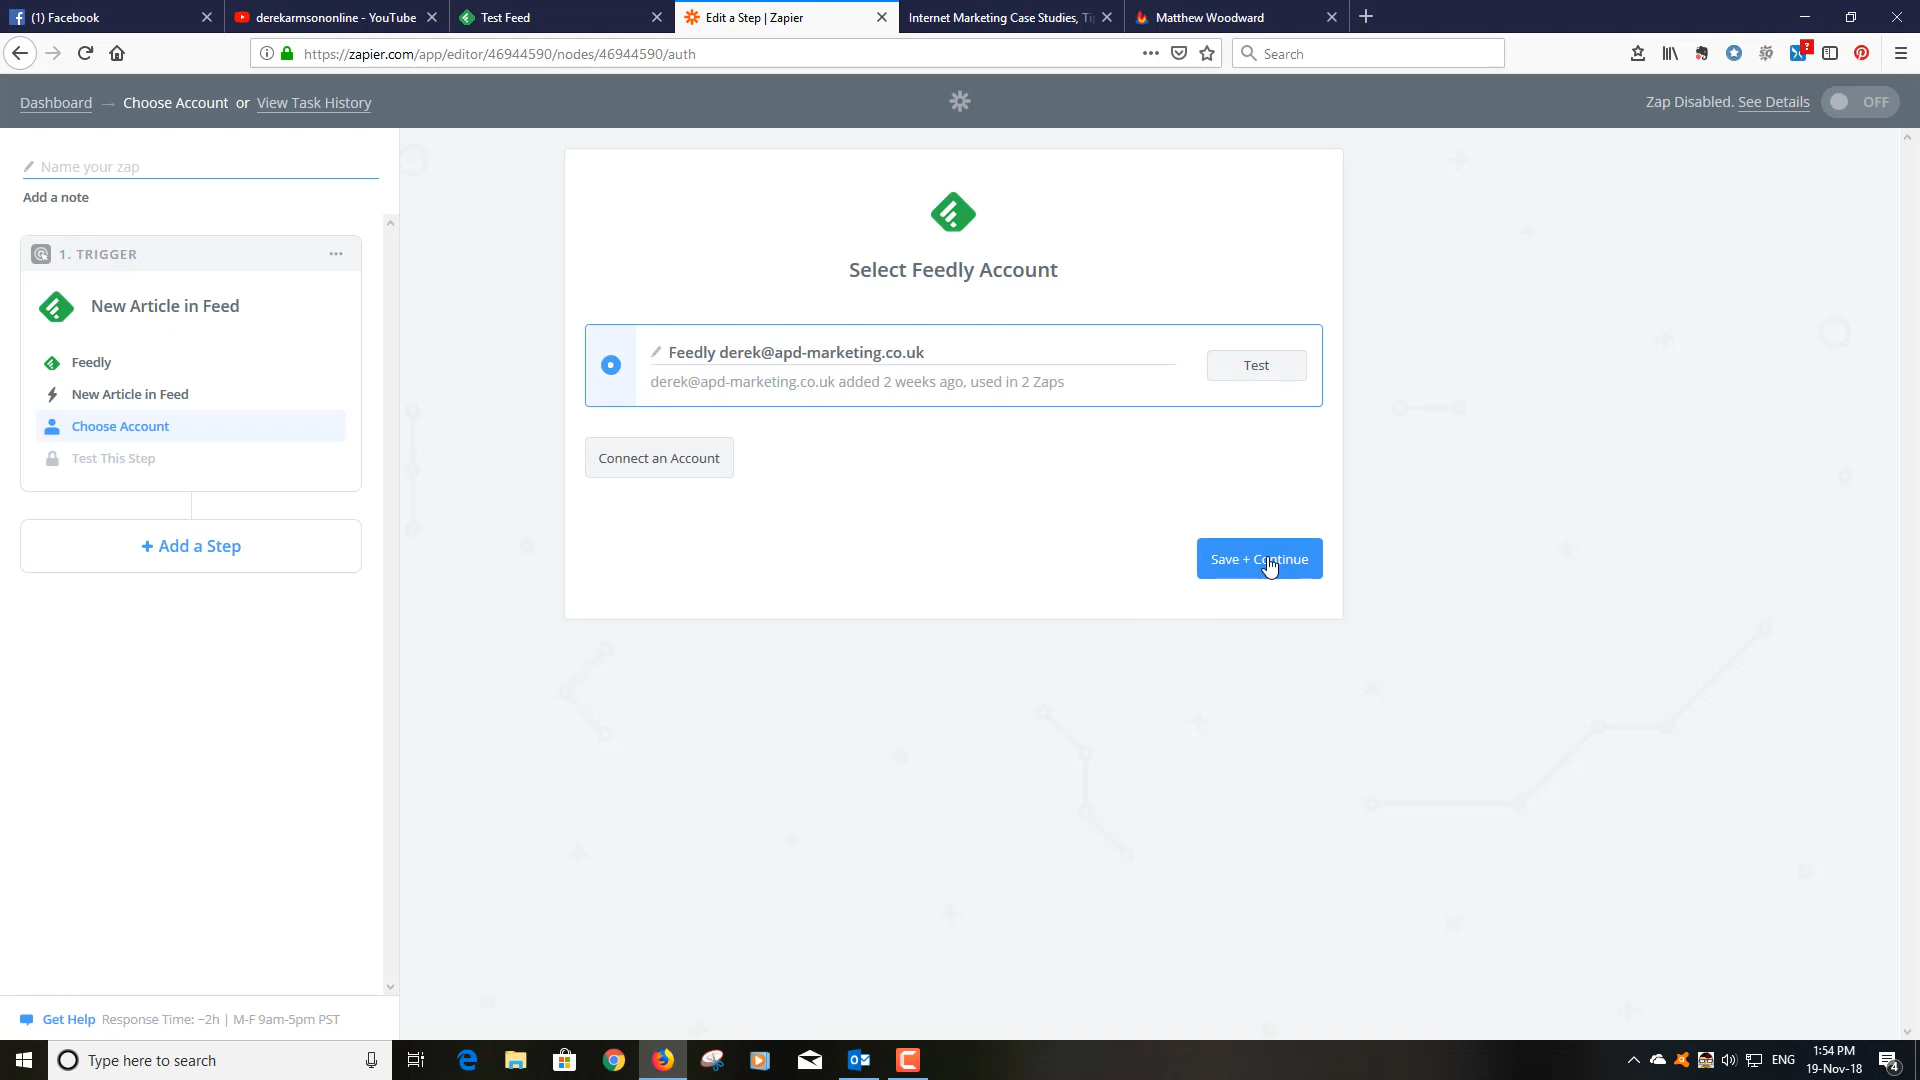 (1) Facebook
derekarmsononline - YouTube
Test Feed
Edit a Step | Zapier
Internet Marketing Case Studies, Ti
Matthew Woodward
https://zapier.com/app/editor/46944590/nodes/46944590/auth
Search
Dashboard → Choose Account or View Task History
Zap Disabled. See Details
OFF
Name your zap
Add a note
1. TRIGGER
New Article in Feed
Feedly
New Article in Feed
Choose Account
Test This Step
+ Add a Step
Select Feedly Account
Feedly derek@apd-marketing.co.uk
derek@apd-marketing.co.uk added 2 weeks ago, used in 2 Zaps
Test
Connect an Account
Save + Continue
Get Help Response Time: ~2h | M-F 9am-5pm PST
Type here to search
ENG
1:54 PM
19-Nov-18
4